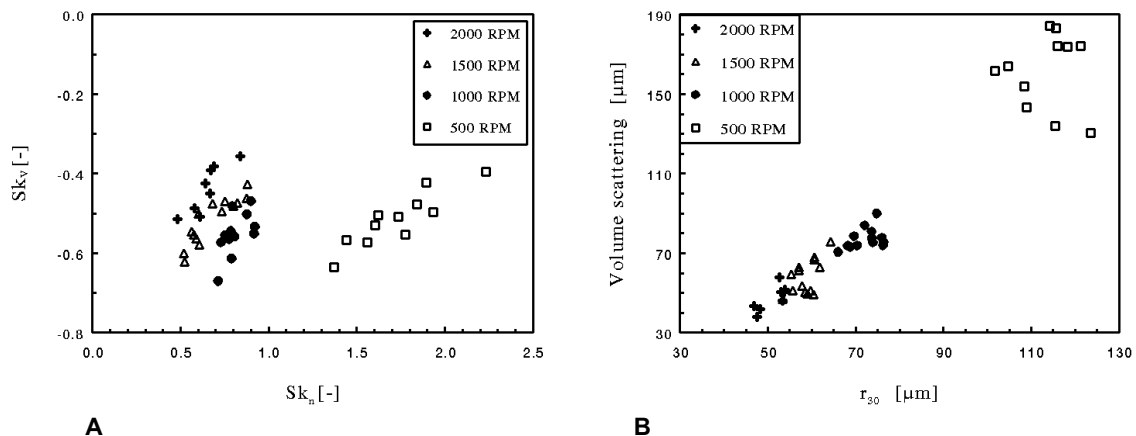 0.0
-0.2
-0.4
-0.6
-0.8
Skv [-]
2000 RPM
1500 RPM
1000 RPM
500 RPM
0.0 0.5 1.0 1.5 2.0 2.5
Skn [-]
A
190
150
110
70
30
Volume scattering [μm]
2000 RPM
1500 RPM
1000 RPM
500 RPM
30 50 70 90 110 130
r30 [μm]
B